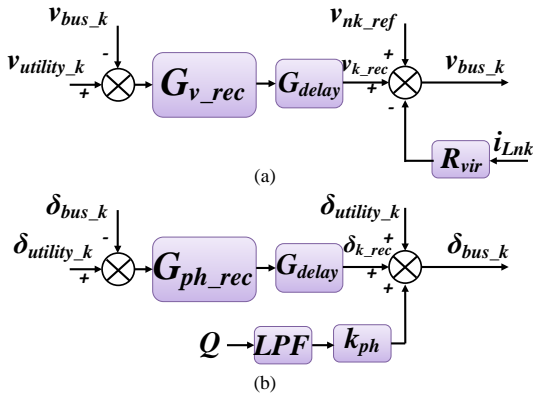 v_bus_k
v_nk_ref
v_utility_k
-
+
G_v_rec
G_delay
v_k_rec
+
+
-
v_bus_k
i_Lnk
R_vir
(a)
δ_bus_k
δ_utility_k
δ_utility_k
-
+
G_ph_rec
G_delay
δ_k_rec
+
+
+
δ_bus_k
Q
LPF
k_ph
(b)